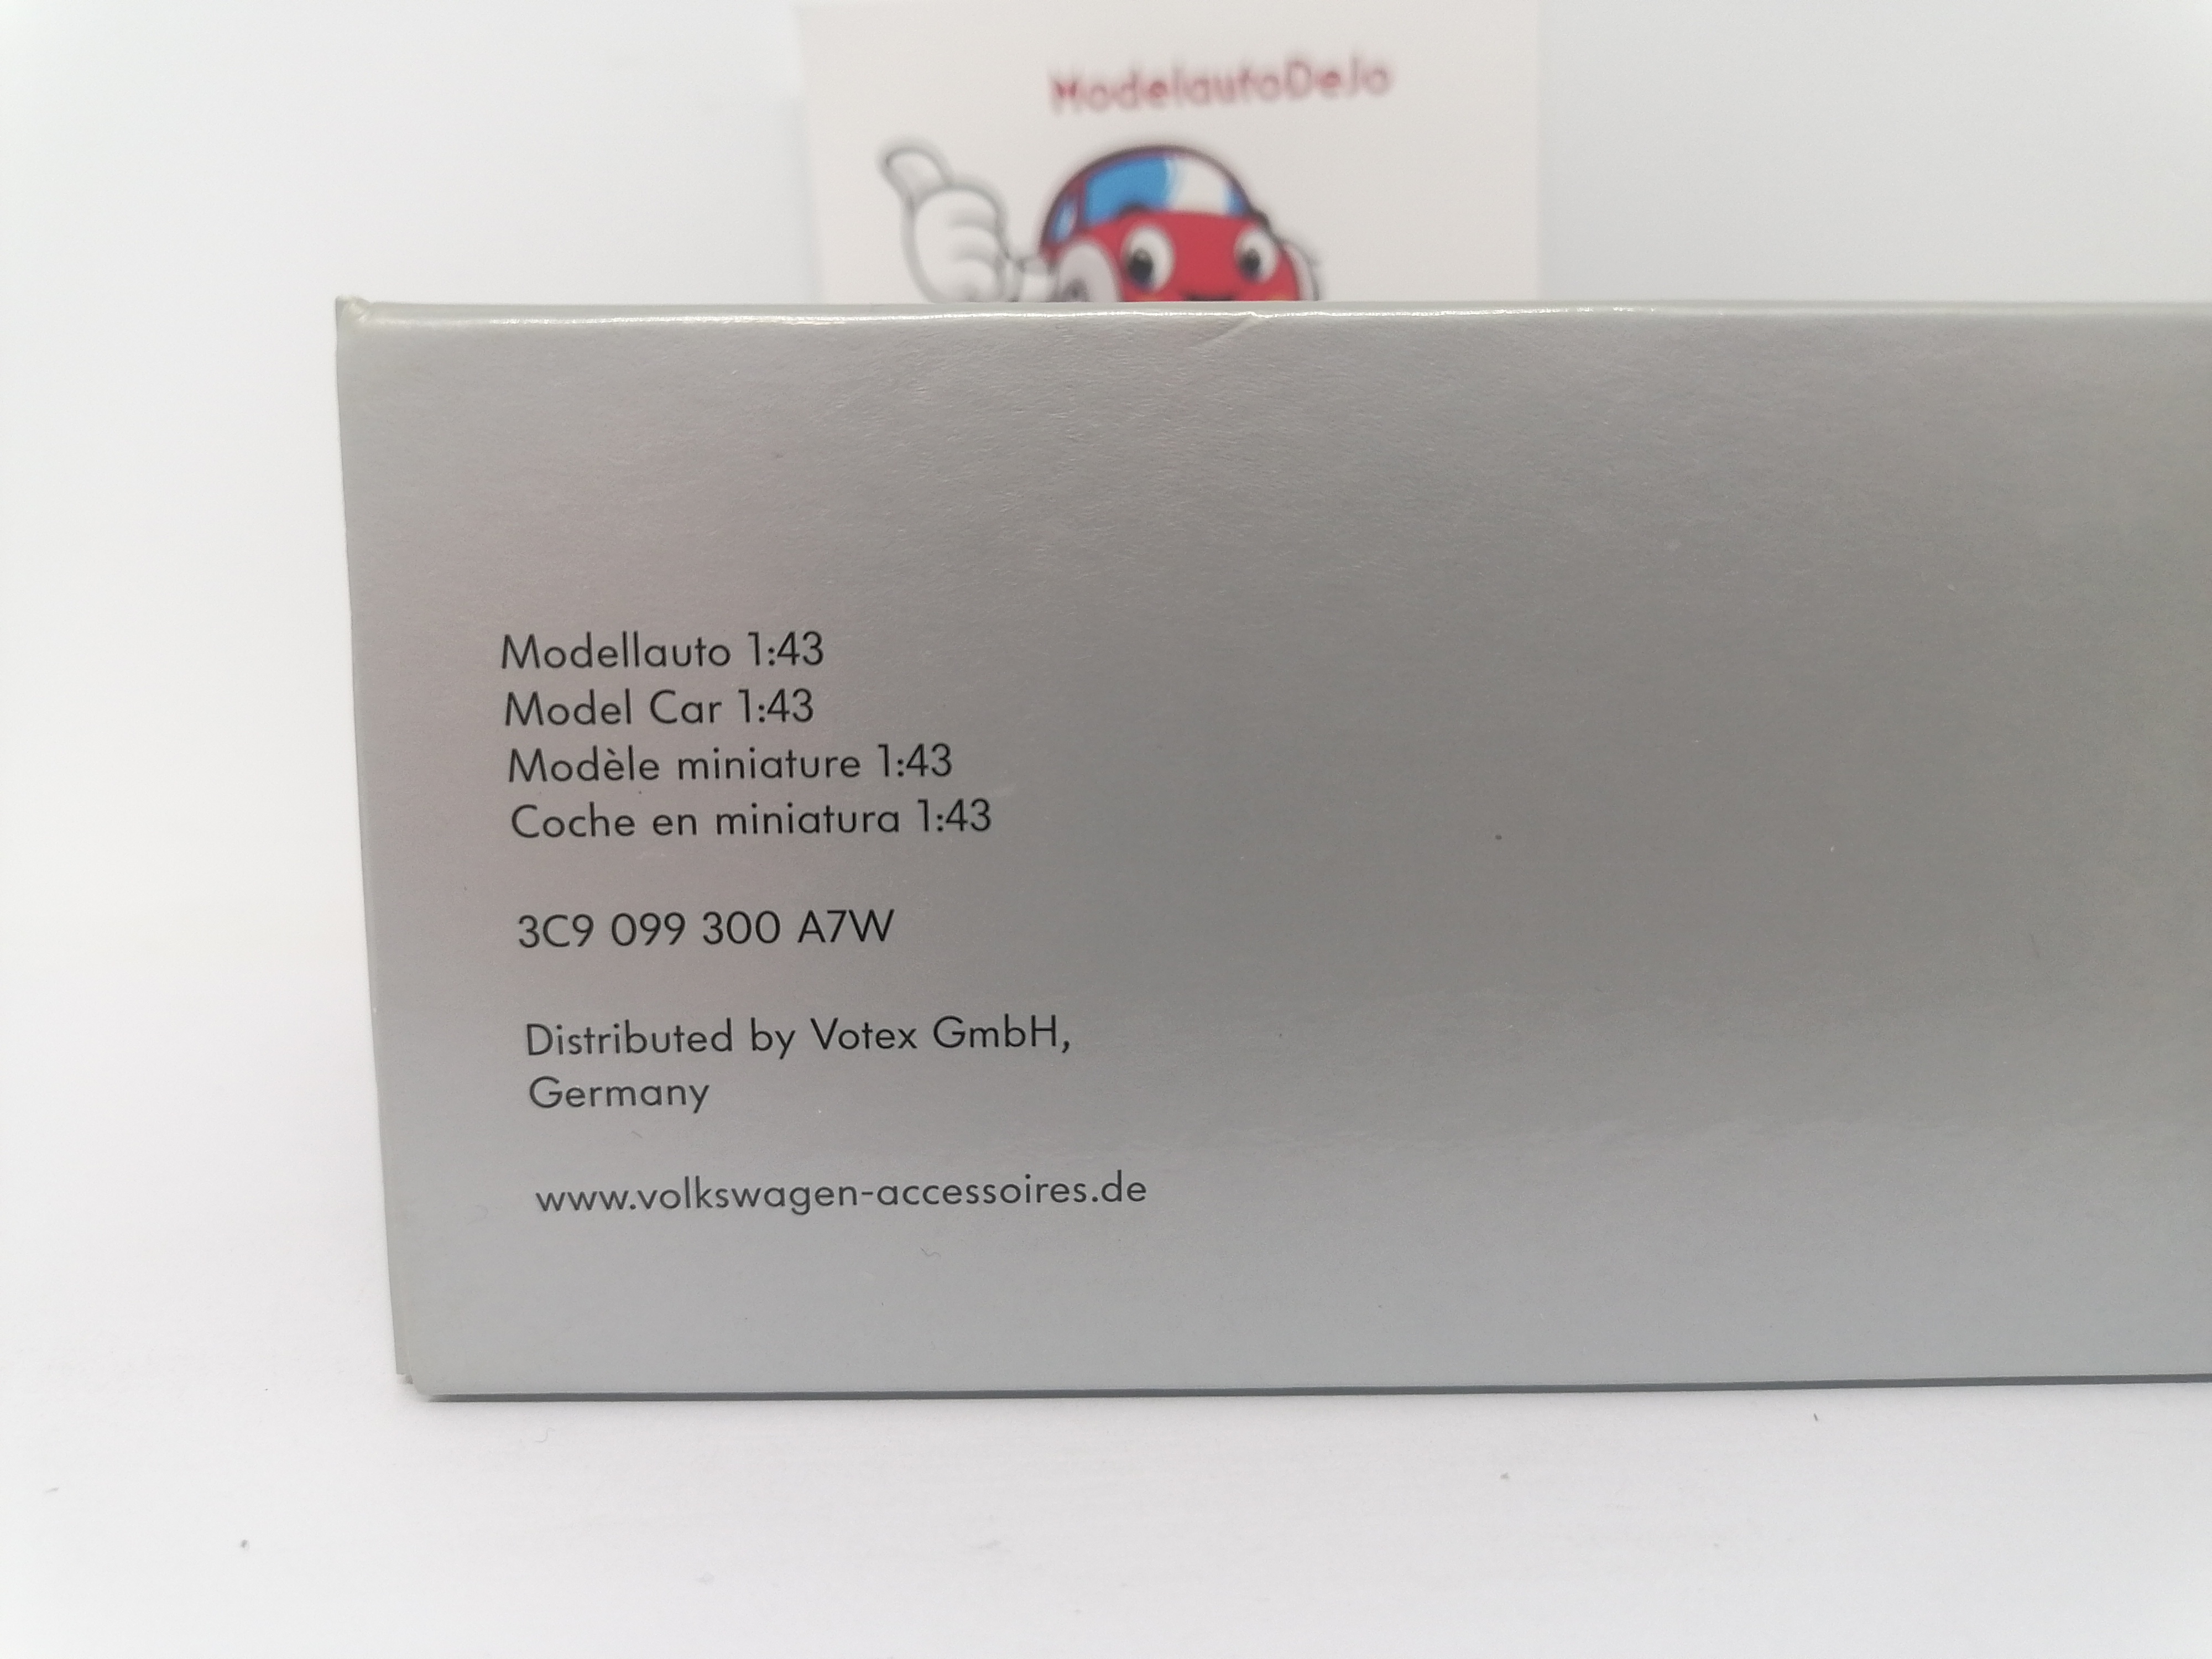 ModelautoDeJo
Modellauto 1:43
Model Car 1:43
Modèle miniature 1:43
Coche en miniatura 1:43
3C9 099 300 A7W
Distributed by Votex GmbH,
Germany
www.volkswagen-accessoires.de